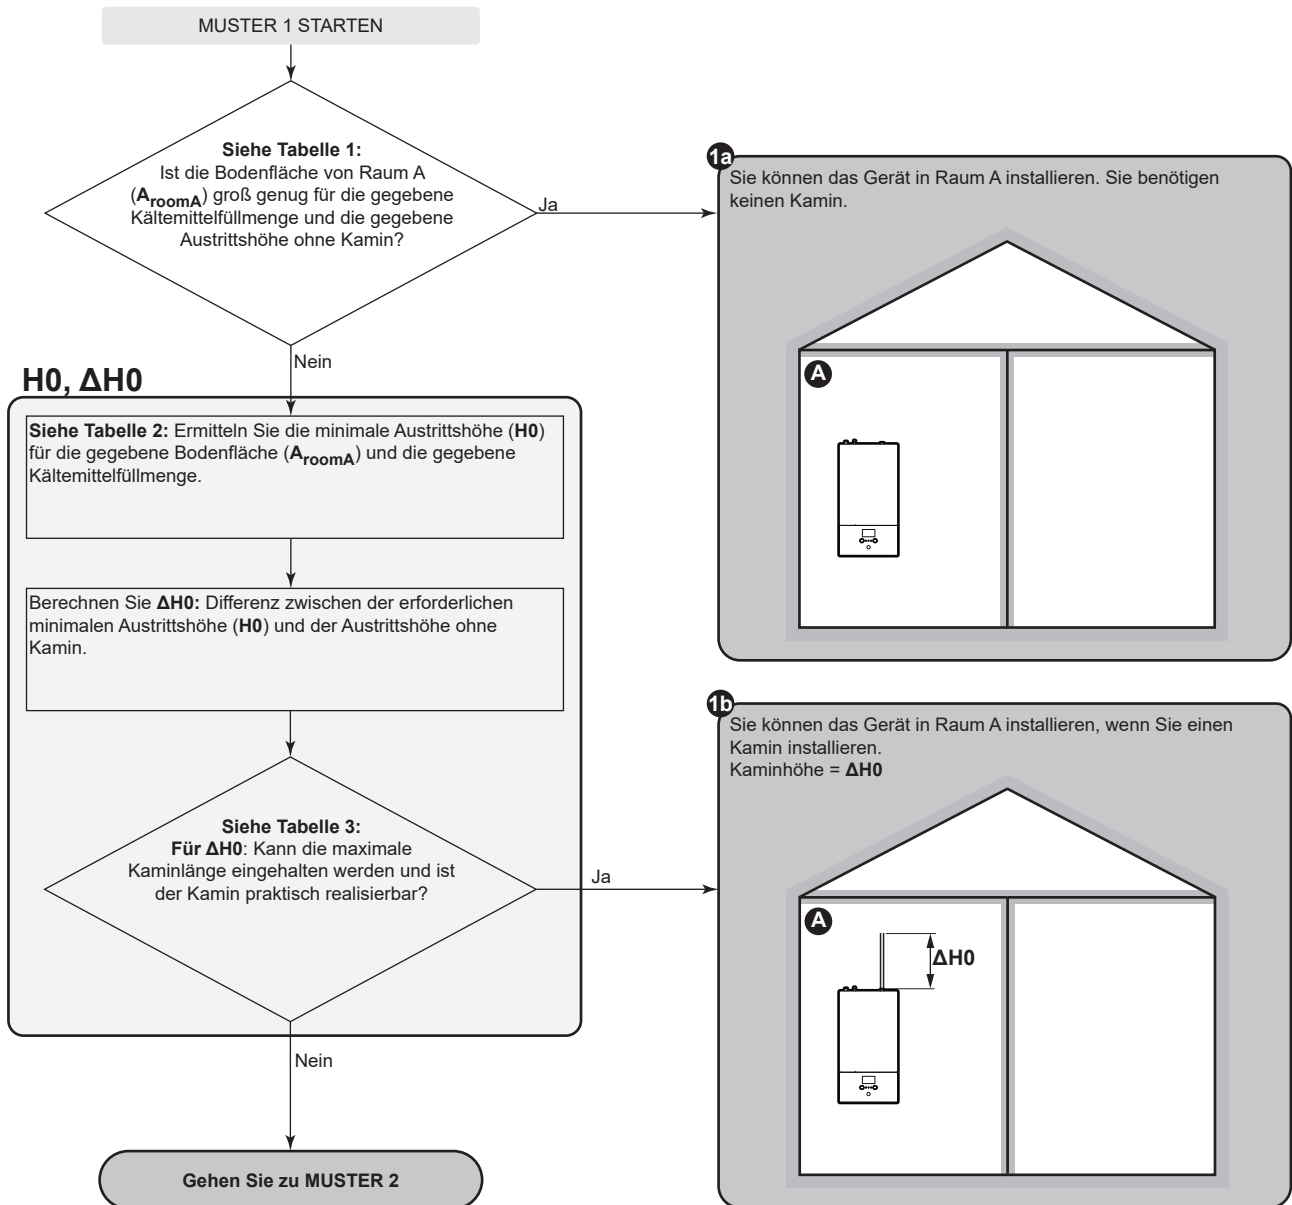 MUSTER 1 STARTEN
Siehe Tabelle 1:
Ist die Bodenfläche von Raum A
(AroomA) groß genug für die gegebene
Kältemittelfüllmenge und die gegebene
Austrittshöhe ohne Kamin?
Ja
1a
Sie können das Gerät in Raum A installieren. Sie benötigen
keinen Kamin.
A
Nein
H0, ΔH0
Siehe Tabelle 2: Ermitteln Sie die minimale Austrittshöhe (H0)
für die gegebene Bodenfläche (AroomA) und die gegebene
Kältemittelfüllmenge.
Berechnen Sie ΔH0: Differenz zwischen der erforderlichen
minimalen Austrittshöhe (H0) und der Austrittshöhe ohne
Kamin.
Siehe Tabelle 3:
Für ΔH0: Kann die maximale
Kaminlänge eingehalten werden und ist
der Kamin praktisch realisierbar?
Ja
1b
Sie können das Gerät in Raum A installieren, wenn Sie einen
Kamin installieren.
Kaminhöhe = ΔH0
A
ΔH0
Nein
Gehen Sie zu MUSTER 2